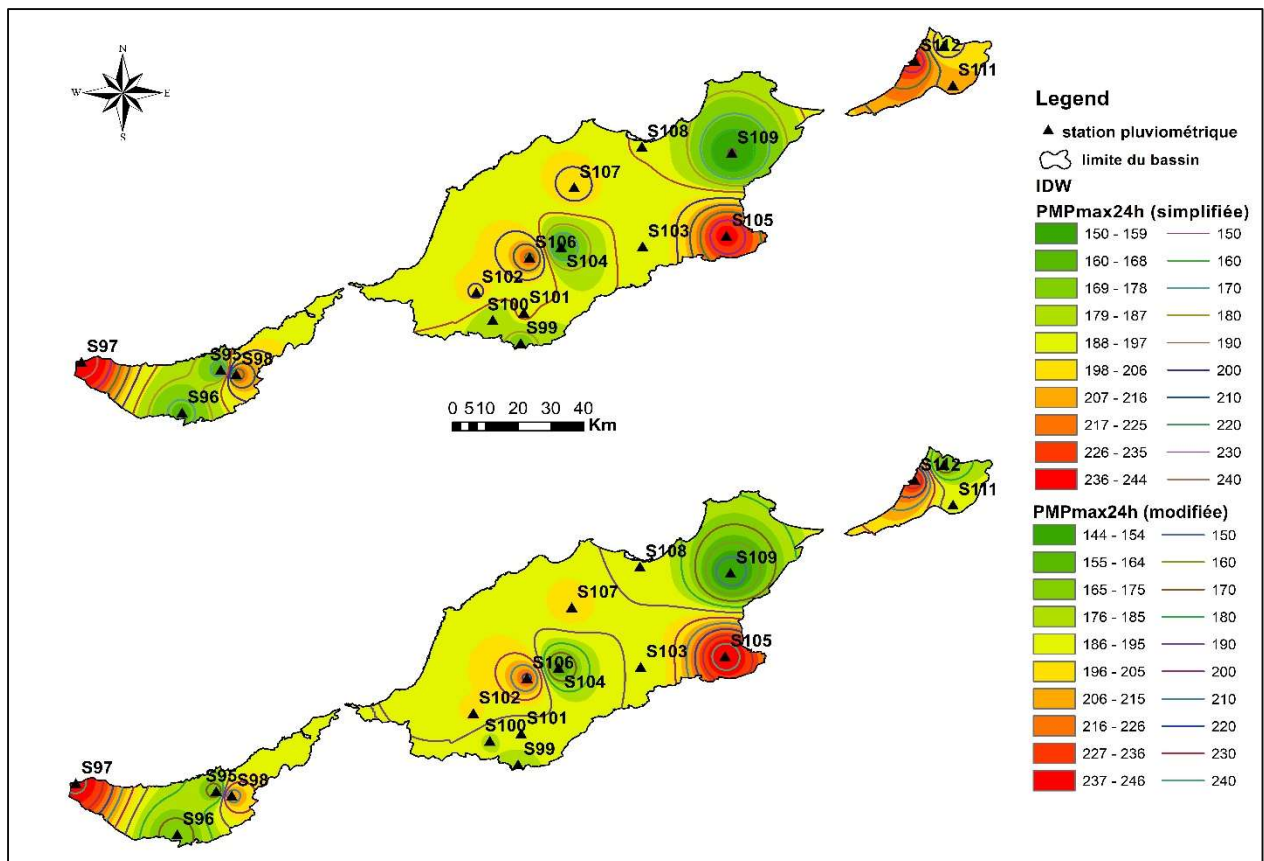 N
W E
S
S112
S111
S108
S109
S107
S105
S106
S103
S104
S102
S101
S100
S99
S97
S95
S98
S96
0 510 20 30 40
Km
S112
S111
S108
S109
S107
S105
S106
S103
S104
S102
S101
S100
S99
S97
S95
S98
S96
Legend
station pluviométrique
limite du bassin
IDW
PMPmax24h (simplifiée)
150 - 159 150
160 - 168 160
169 - 178 170
179 - 187 180
188 - 197 190
198 - 206 200
207 - 216 210
217 - 225 220
226 - 235 230
236 - 244 240
PMPmax24h (modifiée)
144 - 154 150
155 - 164 160
165 - 175 170
176 - 185 180
186 - 195 190
196 - 205 200
206 - 215 210
216 - 226 220
227 - 236 230
237 - 246 240